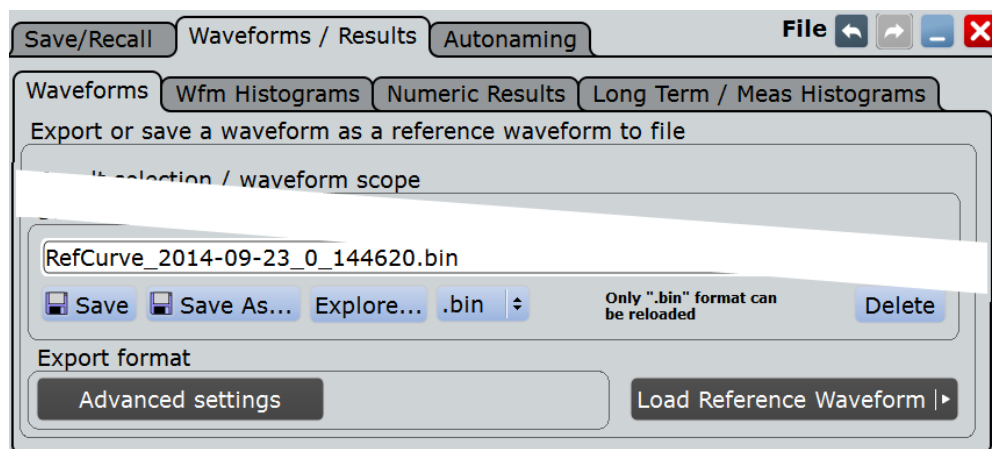 Save/Recall Waveforms / Results Autonaming File
Waveforms Wfm Histograms Numeric Results Long Term / Meas Histograms
Export or save a waveform as a reference waveform to file
selection / waveform scope
RefCurve_2014-09-23_0_144620.bin
Save Save As... Explore... .bin Only ".bin" format can
be reloaded Delete
Export format
Advanced settings Load Reference Waveform